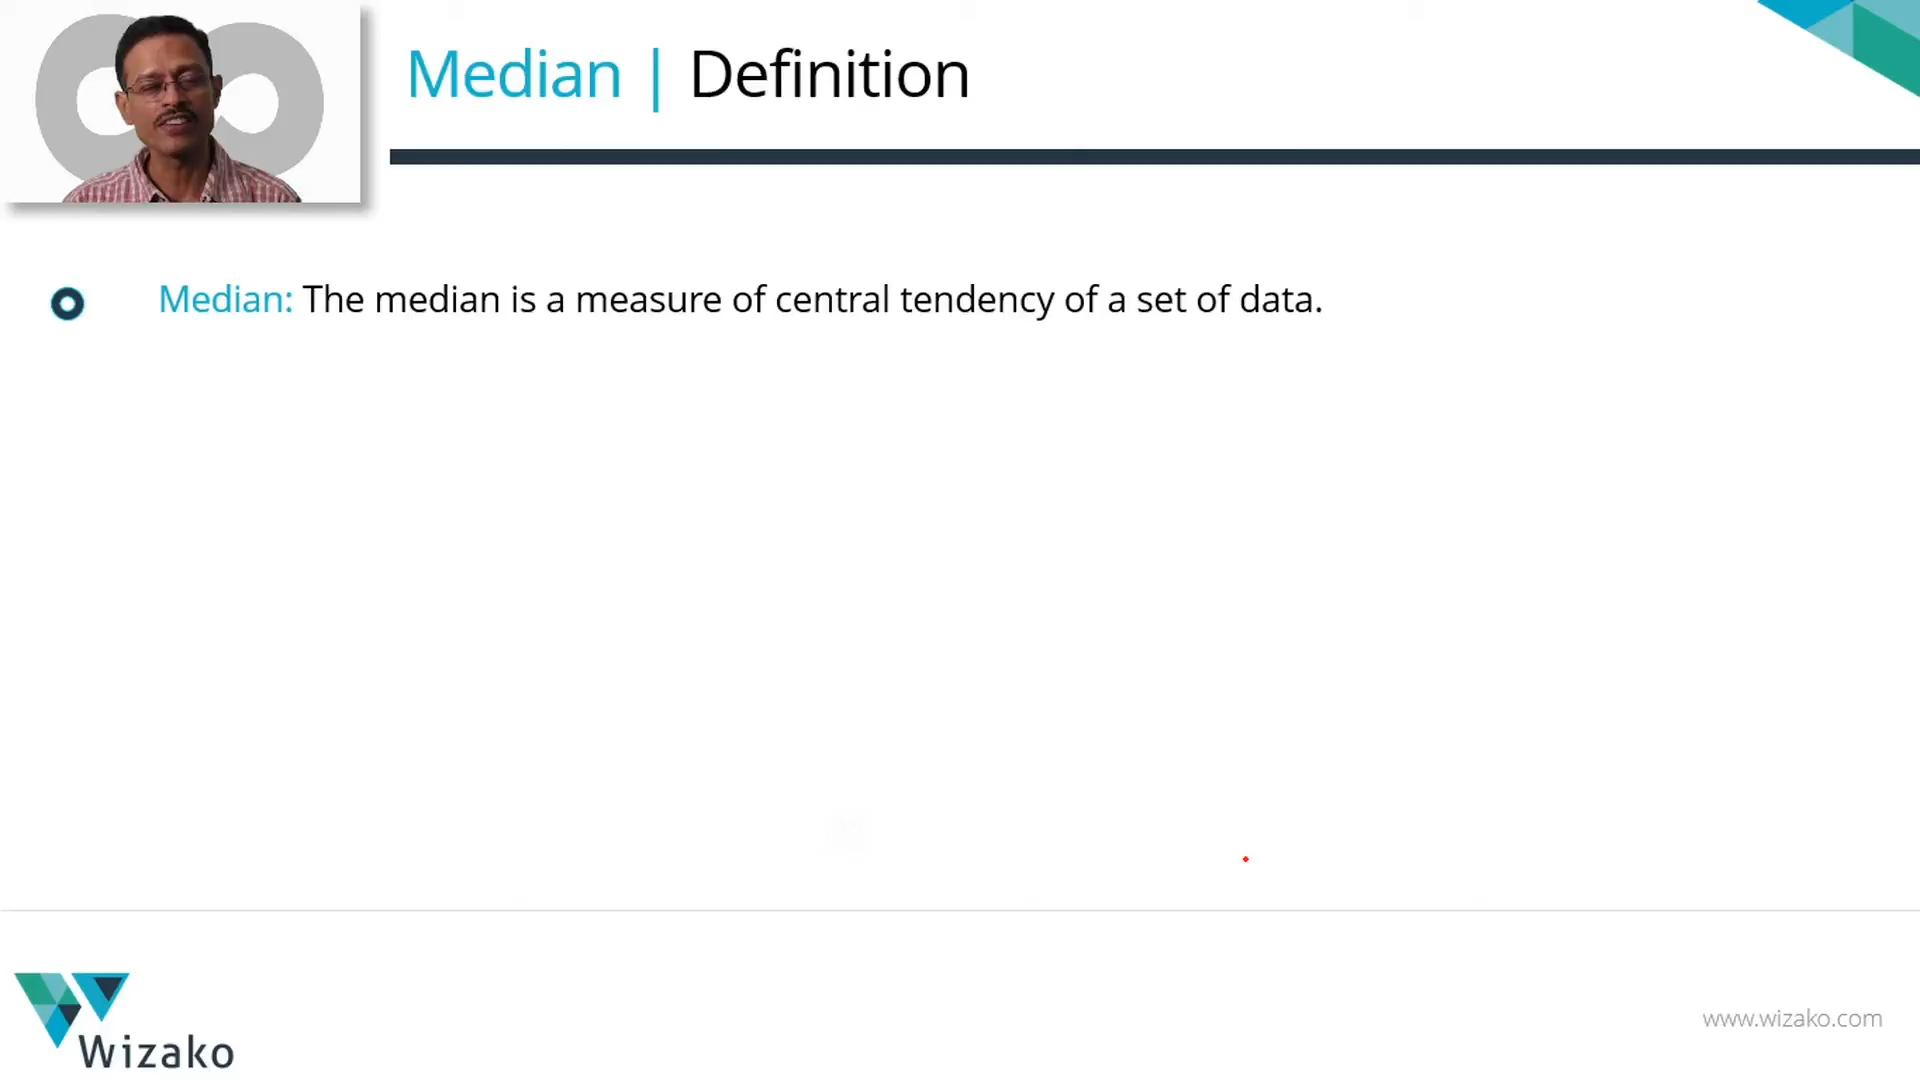 Median | Definition
Median: The median is a measure of central tendency of a set of data.
Wizako
www.wizako.com